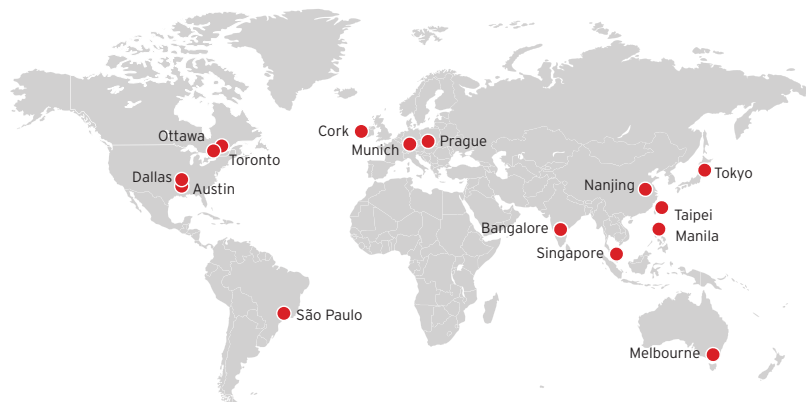 Ottawa
Toronto
Dallas
Austin
São Paulo
Cork
Munich
Prague
Nanjing
Tokyo
Taipei
Bangalore
Manila
Singapore
Melbourne